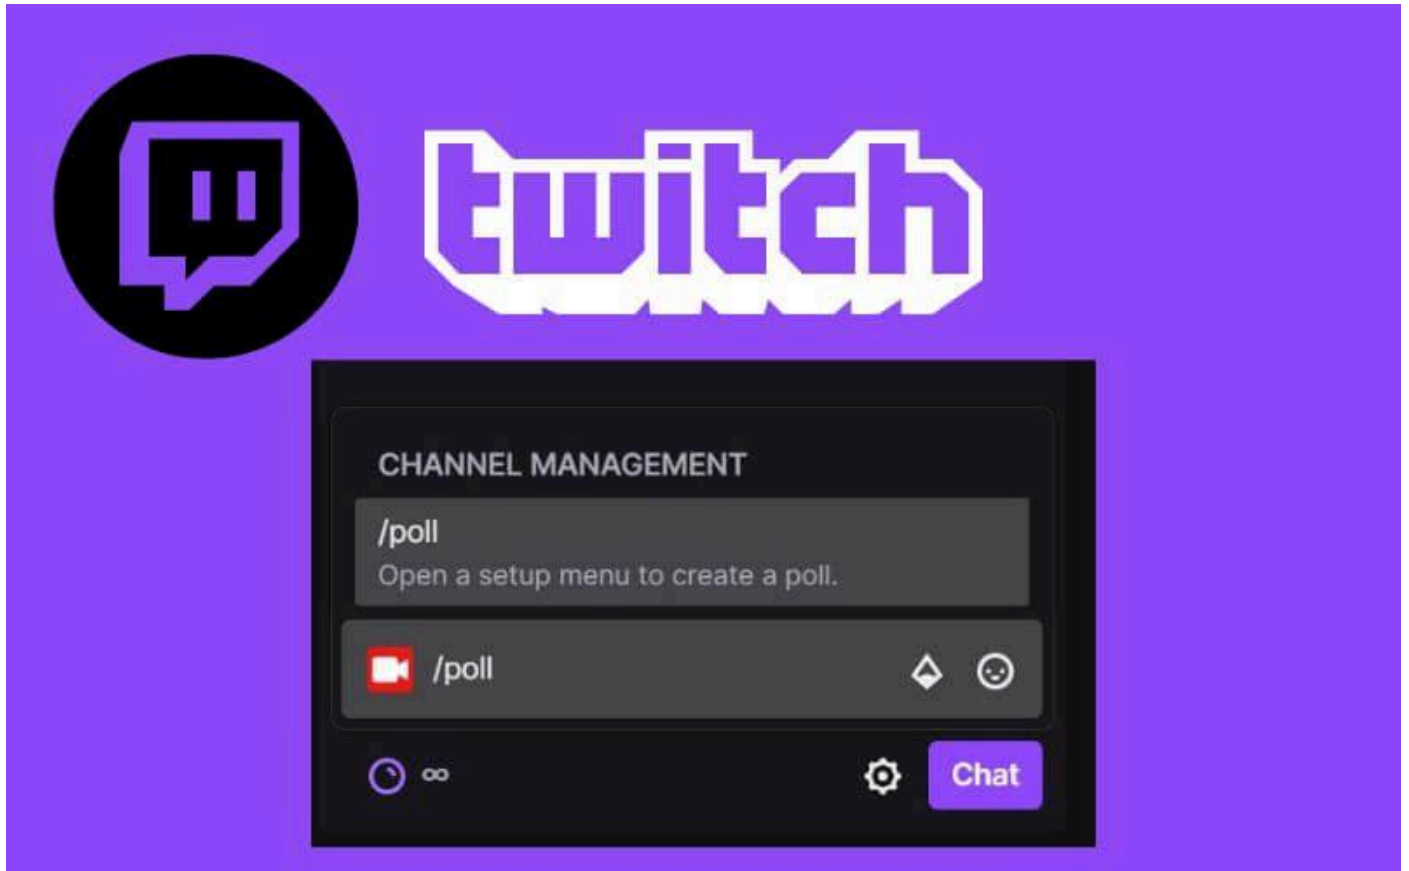 twitch
CHANNEL MANAGEMENT
/poll
Open a setup menu to create a poll.
/poll
∞
Chat